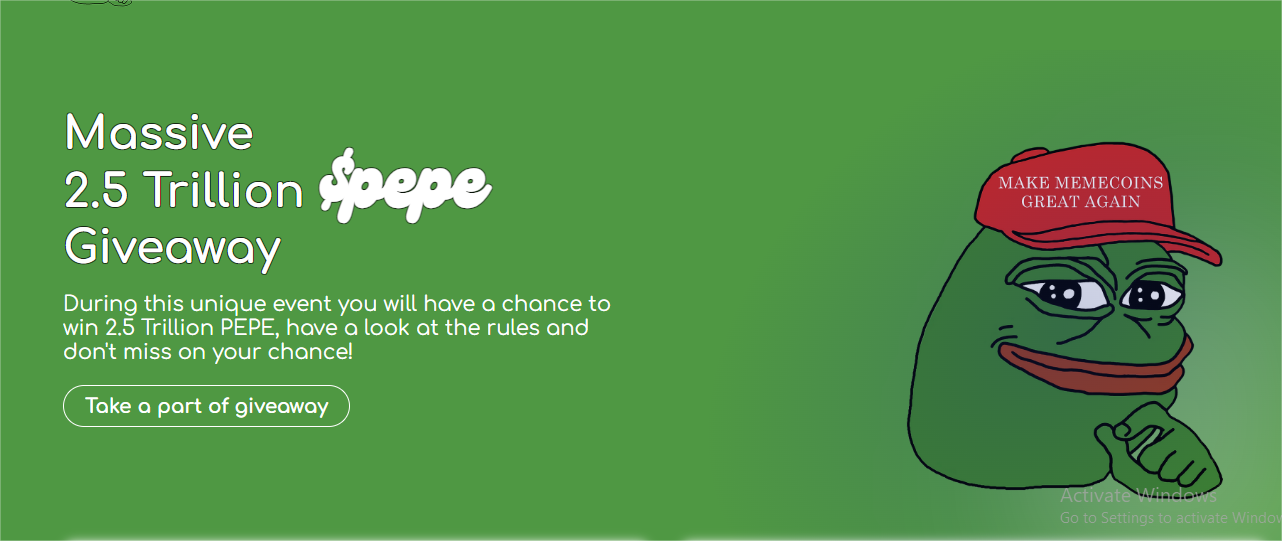 Massive
2.5 Trillion $pepe
Giveaway
During this unique event you will have a chance to
win 2.5 Trillion PEPE, have a look at the rules and
don't miss on your chance!
Take a part of giveaway
MAKE MEMECOINS
GREAT AGAIN
Activate Windows
Go to Settings to activate Windows